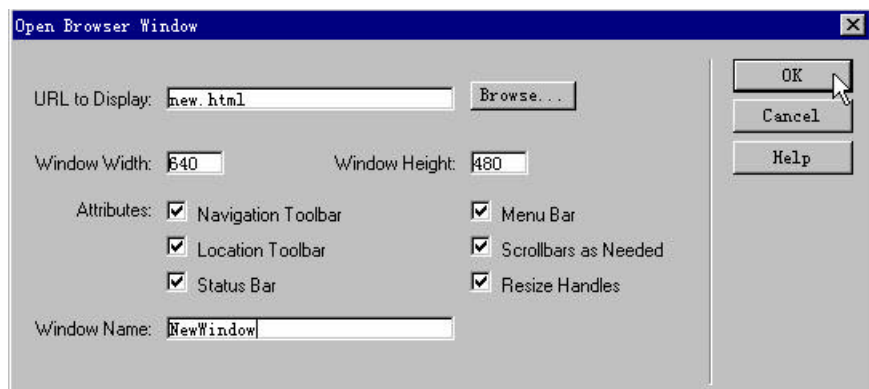 Open Browser Window
URL to Display: new.html Browse... OK
Cancel
Window Width: 640 Window Height: 480 Help
Attributes: Navigation Toolbar Menu Bar
Location Toolbar Scrollbars as Needed
Status Bar Resize Handles
Window Name: NewWindow